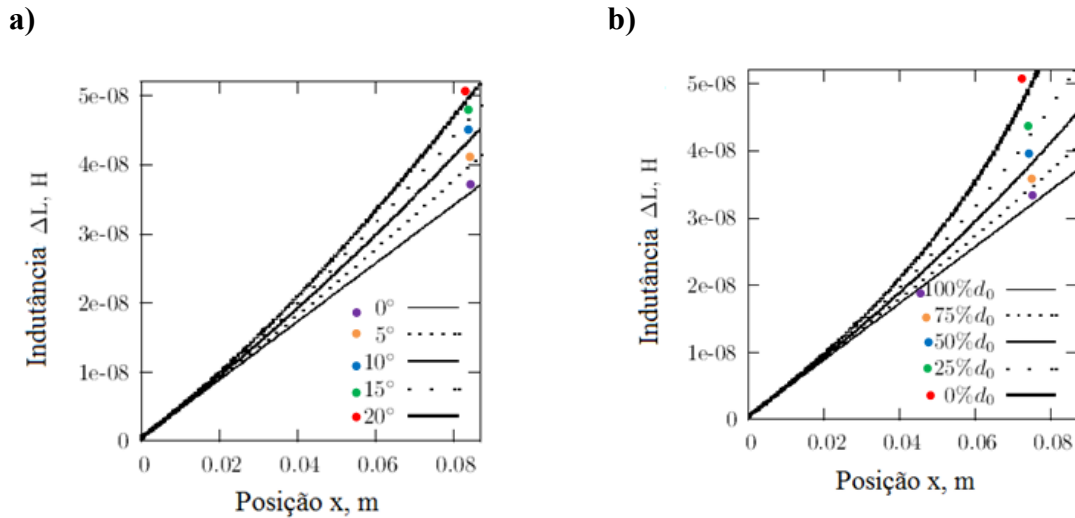 a)
5e-08
4e-08
3e-08
2e-08
1e-08
0
0 0.02 0.04 0.06 0.08
Indutância ΔL, H
Posição x, m
0°
5°
10°
15°
20°
b)
5e-08
4e-08
3e-08
2e-08
1e-08
0
0 0.02 0.04 0.06 0.08
Indutância ΔL, H
Posição x, m
100%d₀
75%d₀
50%d₀
25%d₀
0%d₀